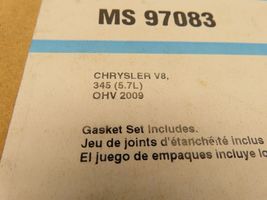 MS 97083
CHRYSLER V8,
345 (5.7L)
OHV 2009
Gasket Set Includes.
Jeu de joints d'étanchéité inclus
El juego de empaques incluye lo